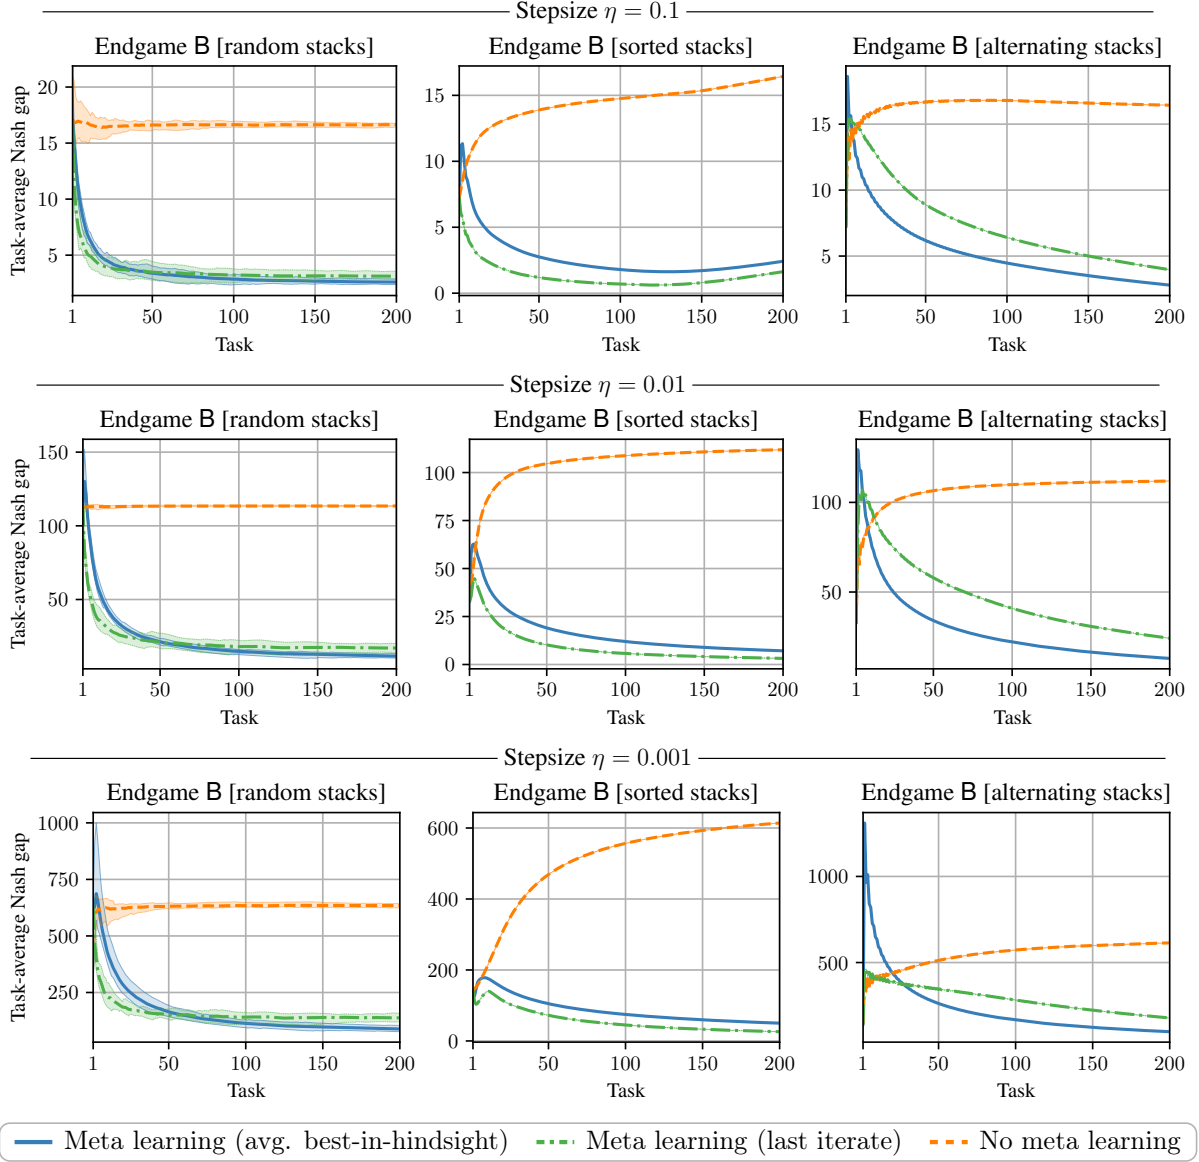 Stepsize η = 0.1
Endgame B [random stacks]
Endgame B [sorted stacks]
Endgame B [alternating stacks]
Task-average Nash gap
20
15
10
5
1 50 100 150 200
Task
15
10
5
0
1 50 100 150 200
Task
15
10
5
1 50 100 150 200
Task
Stepsize η = 0.01
Endgame B [random stacks]
Endgame B [sorted stacks]
Endgame B [alternating stacks]
Task-average Nash gap
150
100
50
1 50 100 150 200
Task
100
75
50
25
0
1 50 100 150 200
Task
100
50
1 50 100 150 200
Task
Stepsize η = 0.001
Endgame B [random stacks]
Endgame B [sorted stacks]
Endgame B [alternating stacks]
Task-average Nash gap
1000
750
500
250
1 50 100 150 200
Task
600
400
200
0
1 50 100 150 200
Task
1000
500
1 50 100 150 200
Task
Meta learning (avg. best-in-hindsight) Meta learning (last iterate) No meta learning